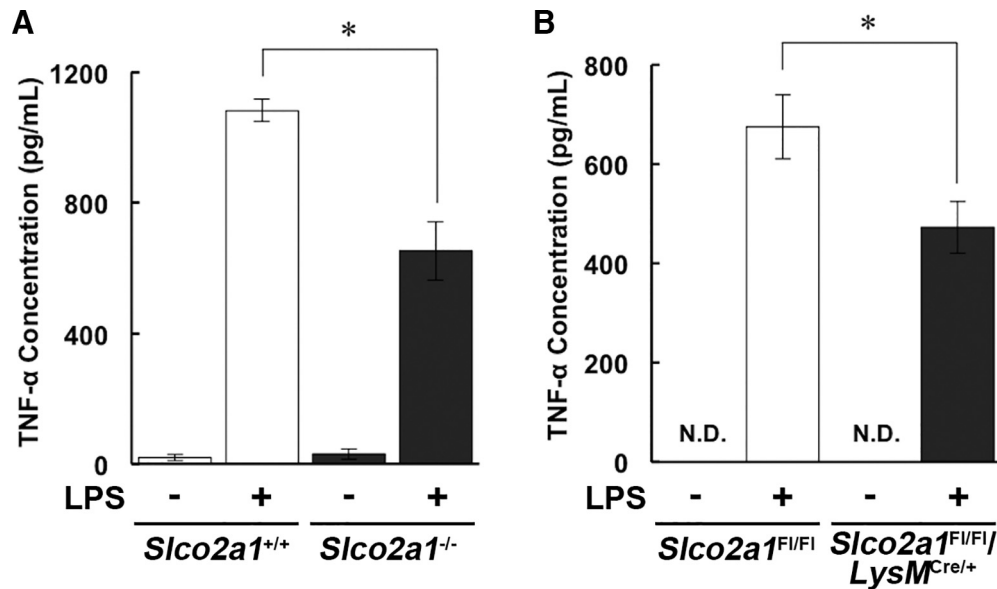 A
*
TNF-α Concentration (pg/mL)
1200
800
400
0
LPS - + - +
Slco2a1+/+ Slco2a1-/-
B
*
TNF-α Concentration (pg/mL)
800
600
400
200
0
N.D. N.D.
LPS - + - +
Slco2a1Fl/Fl Slco2a1Fl/Fl/
LysMCre/+